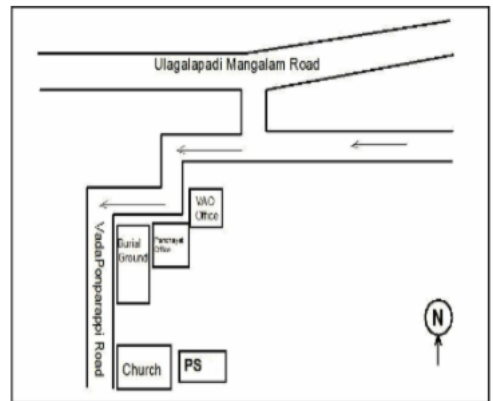 Ulagalapadi Mangalam Road
VAO
Office
Burial
Ground
Panchayat
Office
VadaPonparappi Road
Church
PS
N